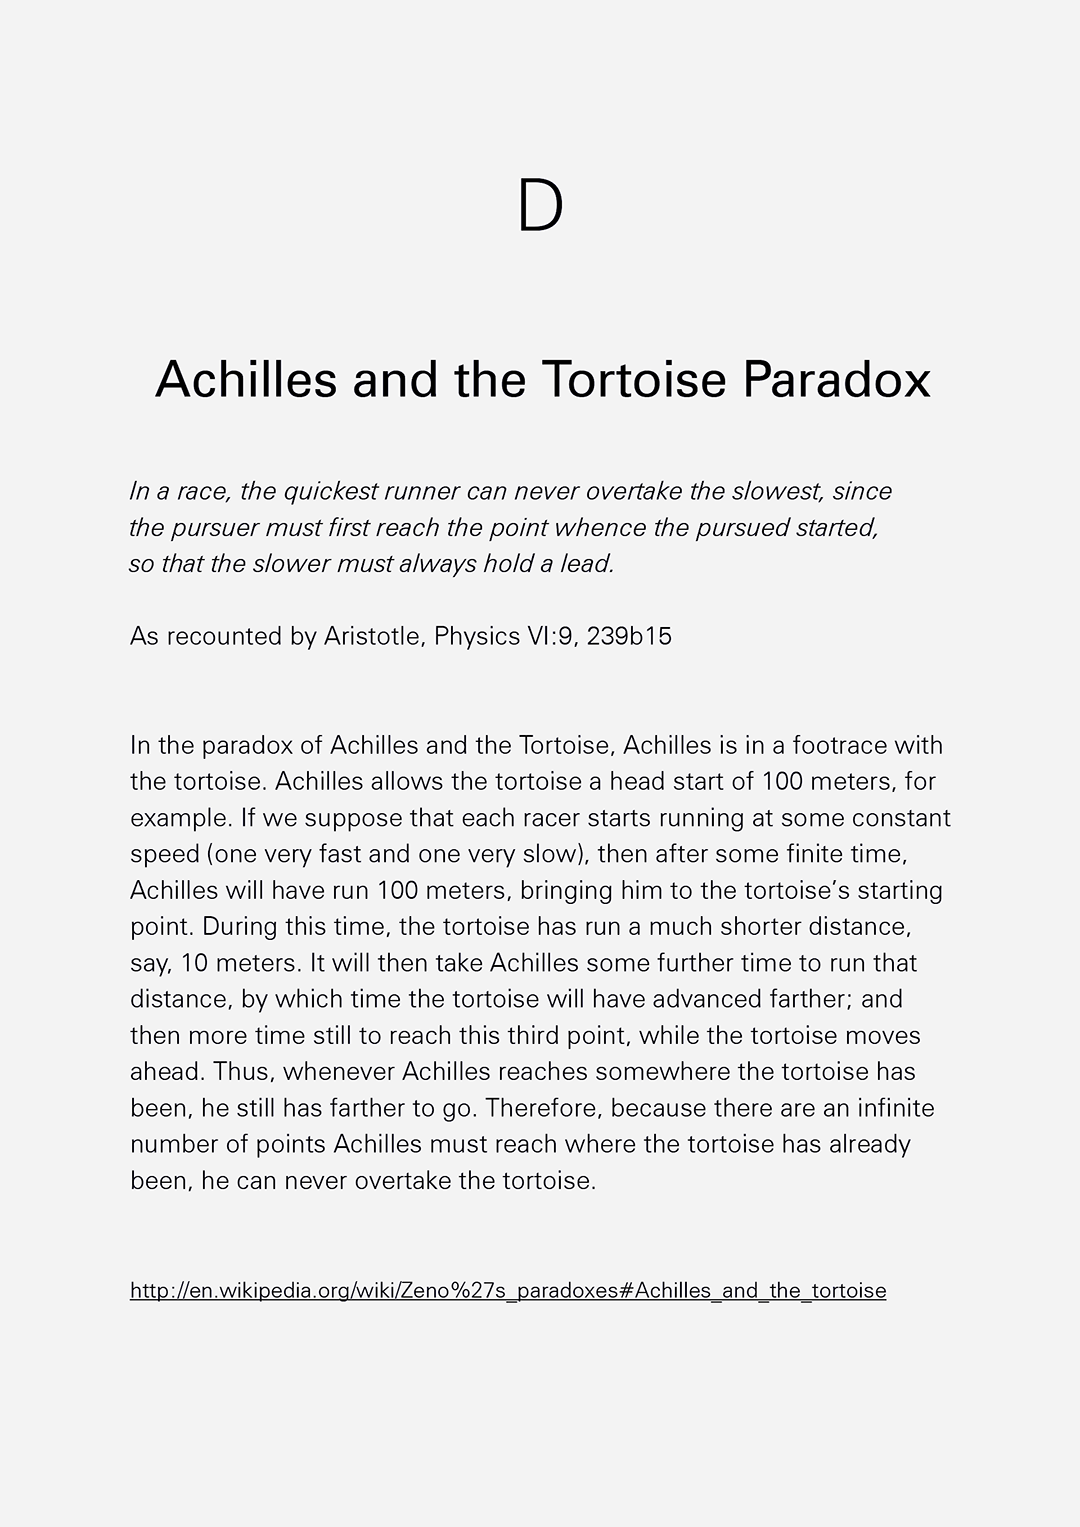 D
Achilles and the Tortoise Paradox
In a race, the quickest runner can never overtake the slowest, since
the pursuer must first reach the point whence the pursued started,
so that the slower must always hold a lead.
As recounted by Aristotle, Physics VI:9, 239b15
In the paradox of Achilles and the Tortoise, Achilles is in a footrace with
the tortoise. Achilles allows the tortoise a head start of 100 meters, for
example. If we suppose that each racer starts running at some constant
speed (one very fast and one very slow), then after some finite time,
Achilles will have run 100 meters, bringing him to the tortoise’s starting
point. During this time, the tortoise has run a much shorter distance,
say, 10 meters. It will then take Achilles some further time to run that
distance, by which time the tortoise will have advanced farther; and
then more time still to reach this third point, while the tortoise moves
ahead. Thus, whenever Achilles reaches somewhere the tortoise has
been, he still has farther to go. Therefore, because there are an infinite
number of points Achilles must reach where the tortoise has already
been, he can never overtake the tortoise.
http://en.wikipedia.org/wiki/Zeno%27s_paradoxes#Achilles_and_the_tortoise